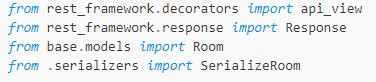 from rest_framework.decorators import api_view
from rest_framework.response import Response
from base.models import Room
from .serializers import SerializeRoom